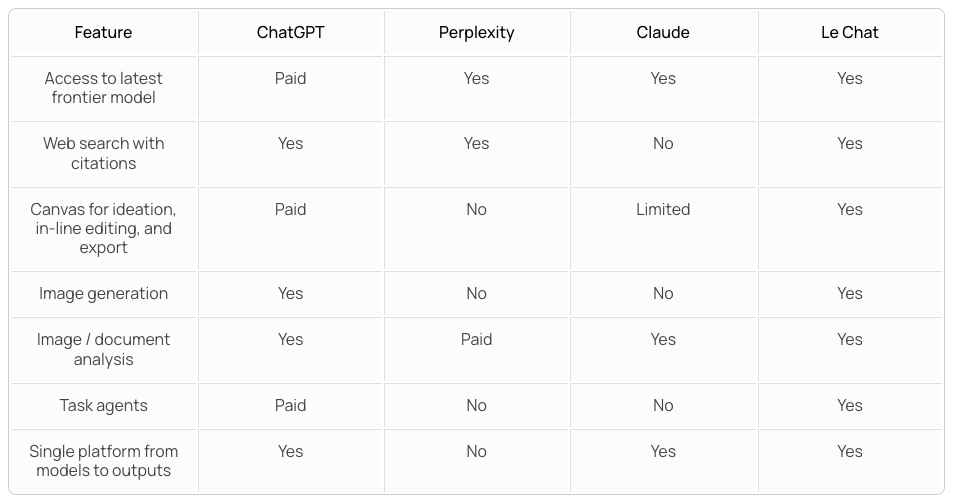 Feature ChatGPT Perplexity Claude Le Chat
Access to latest Paid Yes Yes Yes
frontier model
Web search with Yes Yes No Yes
citations
Canvas for ideation, Paid No Limited Yes
in-line editing, and
export
Image generation Yes No No Yes
Image / document Yes Paid Yes Yes
analysis
Task agents Paid No No Yes
Single platform from Yes No Yes Yes
models to outputs